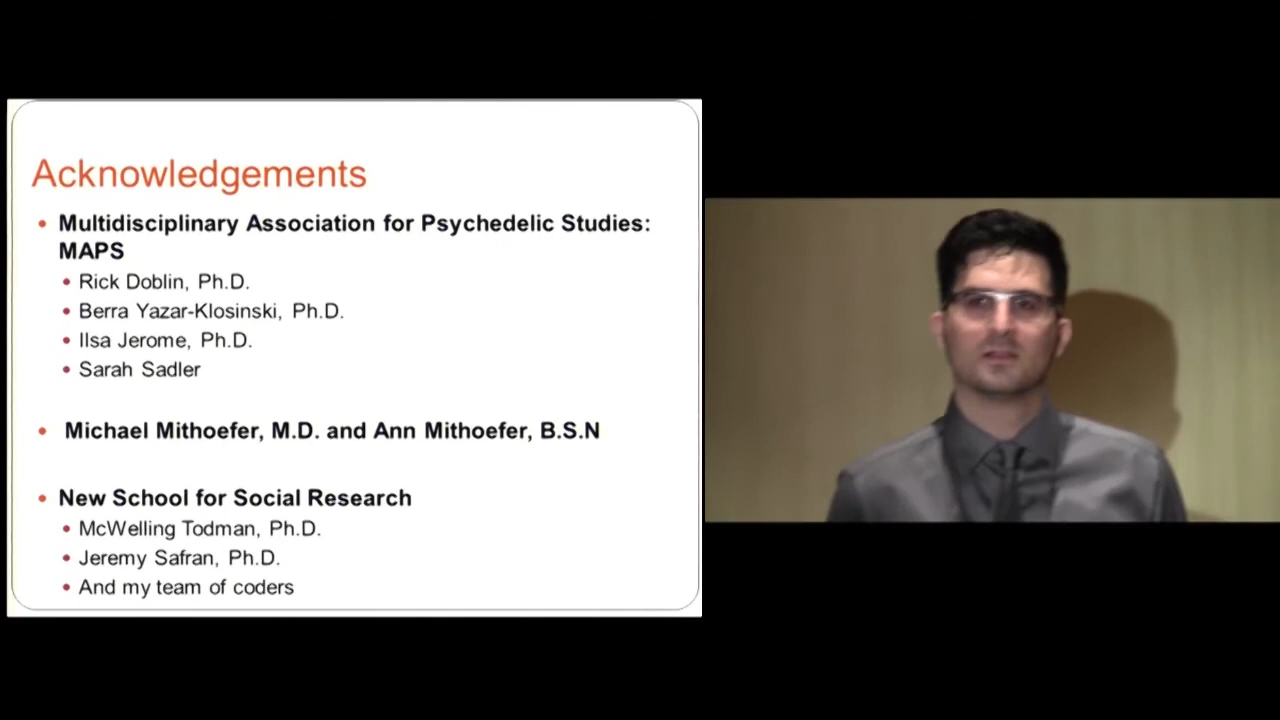 Acknowledgements
• Multidisciplinary Association for Psychedelic Studies:
MAPS
• Rick Doblin, Ph.D.
• Berra Yazar-Klosinski, Ph.D.
• Ilsa Jerome, Ph.D.
• Sarah Sadler
• Michael Mithoefer, M.D. and Ann Mithoefer, B.S.N
• New School for Social Research
• McWelling Todman, Ph.D.
• Jeremy Safran, Ph.D.
• And my team of coders